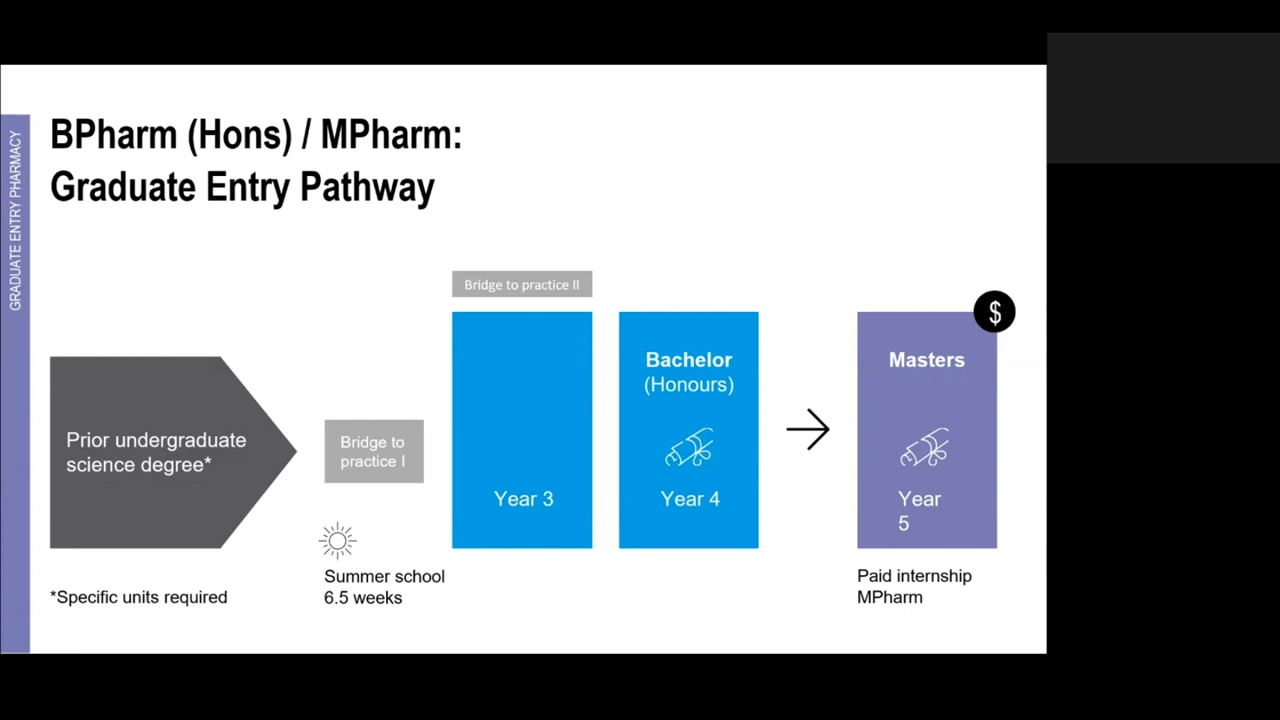 BPharm (Hons) / MPharm:
Graduate Entry Pathway
GRADUATE ENTRY PHARMACY
Prior undergraduate
science degree*
*Specific units required
Bridge to
practice I
Summer school
6.5 weeks
Bridge to practice II
Year 3
Bachelor
(Honours)
Year 4
$
Masters
Year
5
Paid internship
MPharm